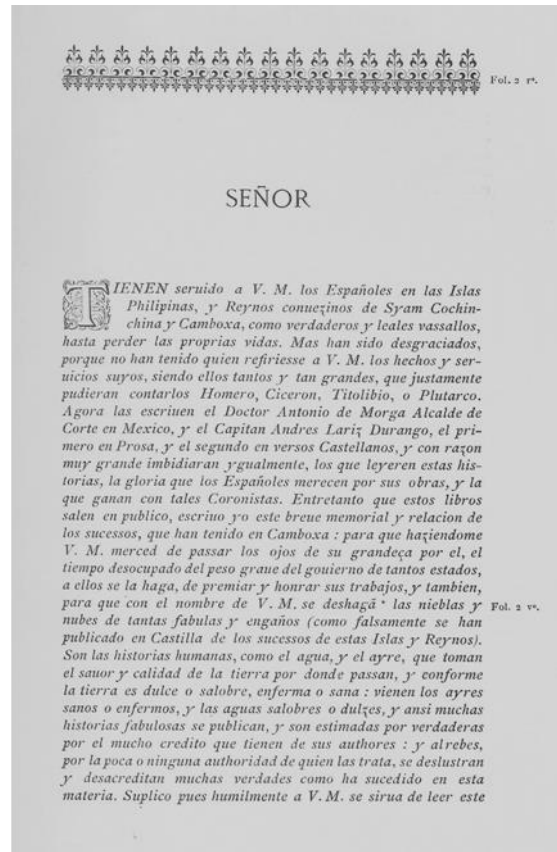 Fol. 2 rº.
SEÑOR
TIENEN seruido a V. M. los Españoles en las Islas
Philipinas, y Reynos conuezinos de Syam Cochin-
china y Camboxa, como verdaderos y leales vassallos,
hasta perder las proprias vidas. Mas han sido desgraciados,
porque no han tenido quien refiriesse a V. M. los hechos y ser-
uicios suyos, siendo ellos tantos y tan grandes, que justamente
pudieran contarlos Homero, Ciceron, Titolibio, o Plutarco.
Agora las escriuen el Doctor Antonio de Morga Alcalde de
Corte en Mexico, y el Capitan Andres Lariz Durango, el pri-
mero en Prosa, y el segundo en versos Castellanos, y con razon
muy grande imbidiaran ygualmente, los que leyeren estas his-
torias, la gloria que los Españoles merecen por sus obras, y la
que ganan con tales Coronistas. Entretanto que estos libros
salen en publico, escriuo yo este breue memorial y relacion de
los sucessos, que han tenido en Camboxa : para que haziendome
V. M. merced de passar los ojos de su grandeça por el, el
tiempo desocupado del peso graue del gouierno de tantos estados,
a ellos se la haga, de premiar y honrar sus trabajos, y tambien,
para que con el nombre de V. M. se deshagã * las nieblas y Fol. 2 vº.
nubes de tantas fabulas y engaños (como falsamente se han
publicado en Castilla de los sucessos de estas Islas y Reynos).
Son las historias humanas, como el agua, y el ayre, que toman
el sauor y calidad de la tierra por donde passan, y conforme
la tierra es dulce o salobre, enferma o sana : vienen los ayres
sanos o enfermos, y las aguas salobres o dulzes, y ansi muchas
historias fabulosas se publican, y son estimadas por verdaderas
por el mucho credito que tienen de sus authores : y al rebes,
por la poca o ninguna authoridad de quien las trata, se deslustran
y desacreditan muchas verdades como ha sucedido en esta
materia. Suplico pues humilmente a V. M. se sirua de leer este